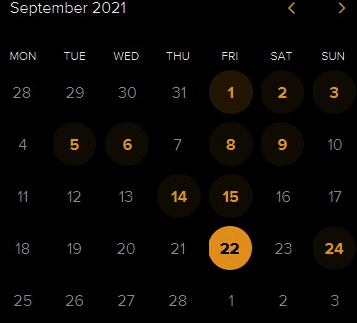 September 2021
MON TUE WED THU FRI SAT SUN
28 29 30 31 1 2 3
4 5 6 7 8 9 10
11 12 13 14 15 16 17
18 19 20 21 22 23 24
25 26 27 28 1 2 3